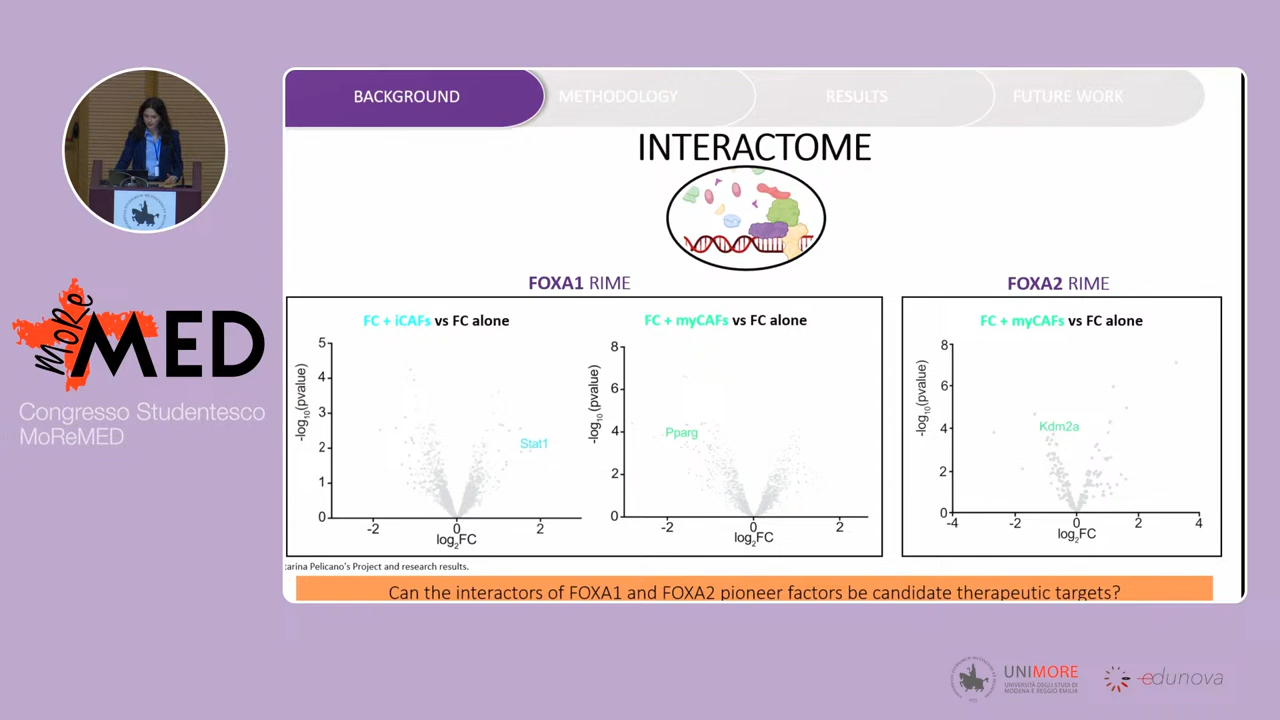 BACKGROUND
METHODOLOGY
RESULTS
FUTURE WORK
INTERACTOME
FOXA1 RIME
FOXA2 RIME
FC + iCAFs vs FC alone
FC + myCAFs vs FC alone
FC + myCAFs vs FC alone
-log10(pvalue)
5
4
3
2
1
0
Stat1
-2
0
2
log2FC
-log10(pvalue)
8
6
4
2
0
Pparg
-2
0
2
log2FC
-log10(pvalue)
8
6
4
2
0
Kdm2a
-4
-2
0
2
4
log2FC
arina Pelicano's Project and research results.
Can the interactors of FOXA1 and FOXA2 pioneer factors be candidate therapeutic targets?
MoRe
MED
Congresso Studentesco
MoReMED
UNIMORE
UNIVERSITÀ DEGLI STUDI DI
MODENA E REGGIO EMILIA
edunova